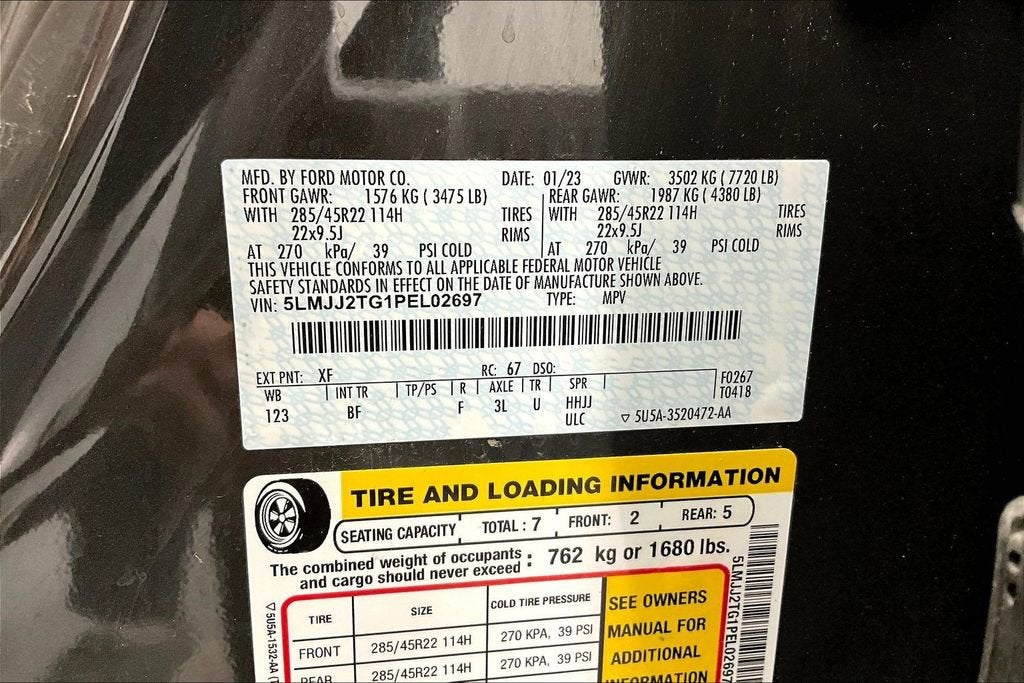 MFD. BY FORD MOTOR CO. DATE: 01/23 GVWR: 3502 KG ( 7720 LB)
FRONT GAWR: 1576 KG ( 3475 LB) REAR GAWR: 1987 KG ( 4380 LB)
WITH 285/45R22 114H TIRES WITH 285/45R22 114H TIRES
22x9.5J RIMS 22x9.5J RIMS
AT 270 kPa/ 39 PSI COLD AT 270 kPa/ 39 PSI COLD
THIS VEHICLE CONFORMS TO ALL APPLICABLE FEDERAL MOTOR VEHICLE
SAFETY STANDARDS IN EFFECT ON THE DATE OF MANUFACTURE SHOWN ABOVE.
VIN: 5LMJJ2TG1PEL02697 TYPE: MPV
EXT PNT: XF RC: 67 DSO:
WB INT TR TP/PS R AXLE TR SPR F0267
123 BF F 3L U HHJJ T0418
ULC 5U5A-3520472-AA
TIRE AND LOADING INFORMATION
SEATING CAPACITY TOTAL : 7 FRONT: 2 REAR: 5
The combined weight of occupants and cargo should never exceed : 762 kg or 1680 lbs.
TIRE SIZE COLD TIRE PRESSURE
FRONT 285/45R22 114H 270 KPA, 39 PSI
REAR 285/45R22 114H 270 KPA, 39 PSI
SEE OWNERS
MANUAL FOR
ADDITIONAL
INFORMATION
5U5A-1532-AA
5LMJJ2TG1PEL02697